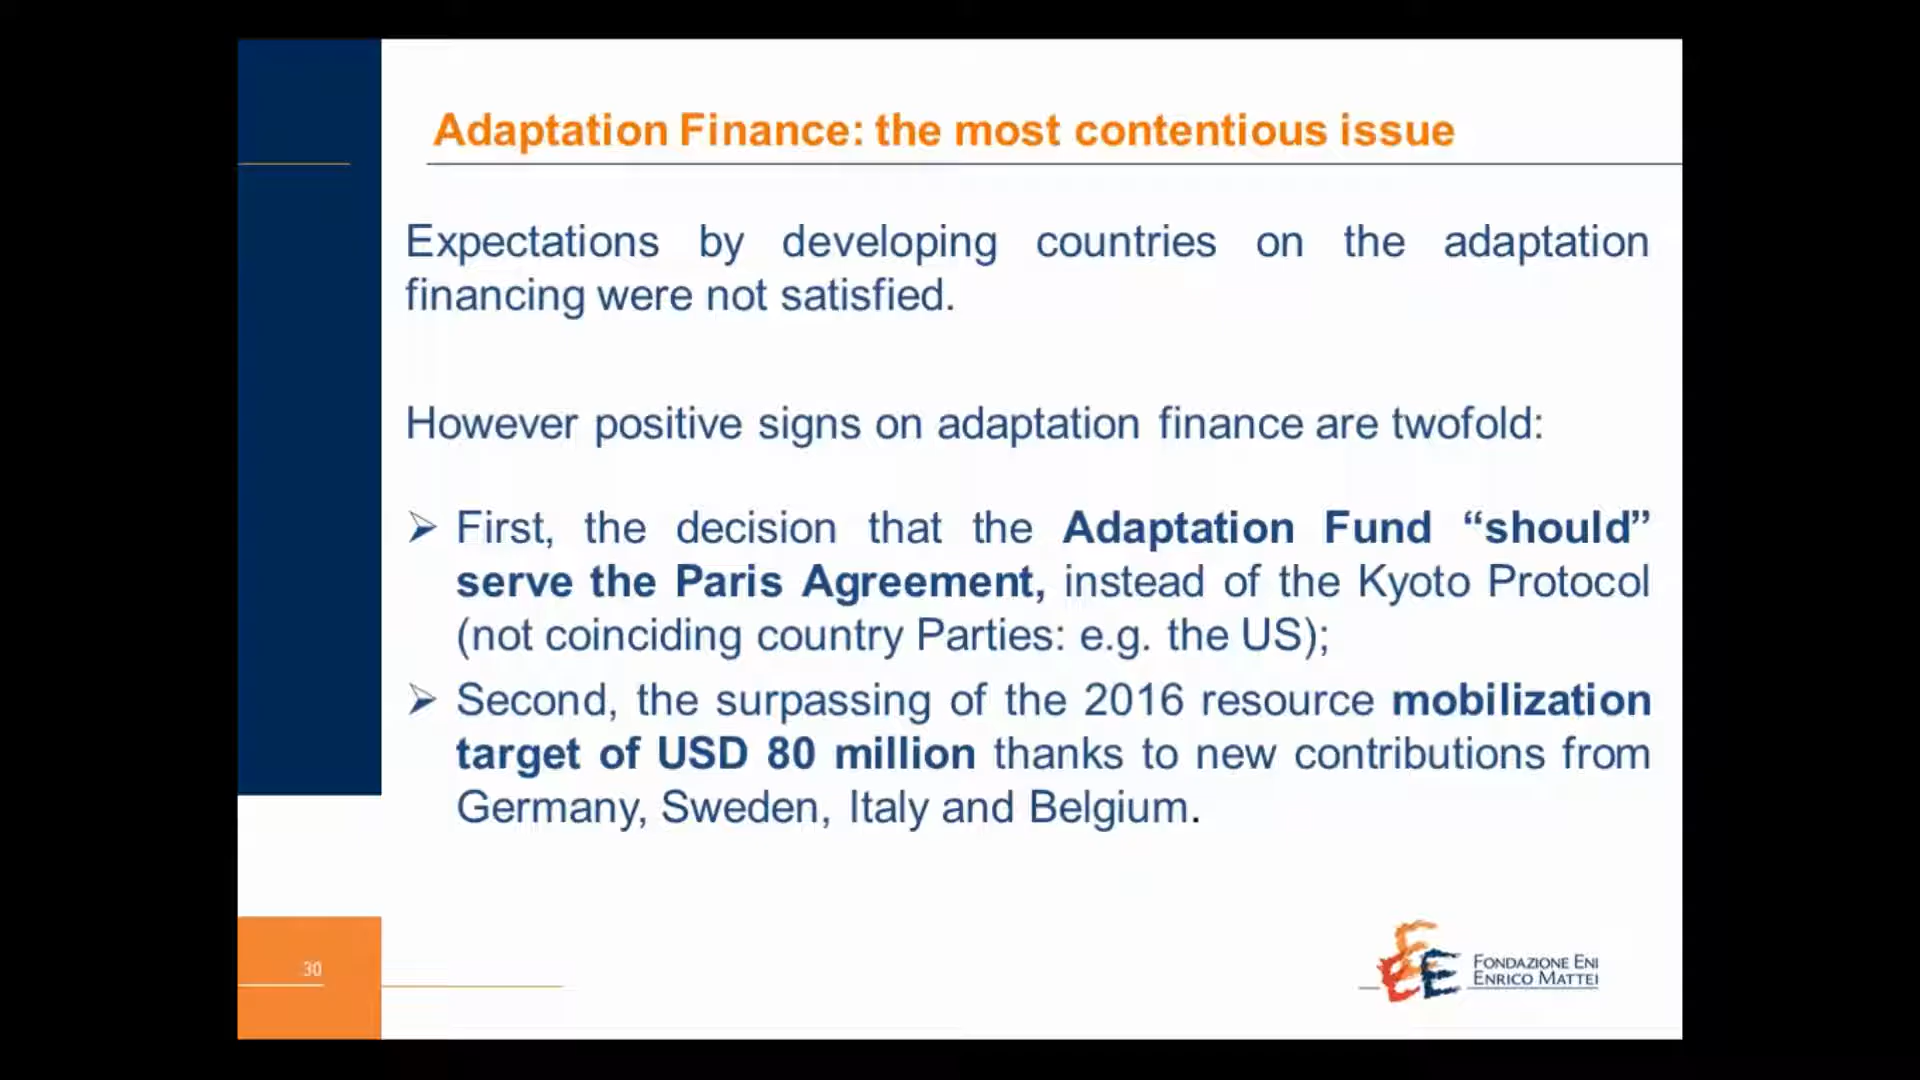 Adaptation Finance: the most contentious issue
Expectations by developing countries on the adaptation
financing were not satisfied.
However positive signs on adaptation finance are twofold:
➢ First, the decision that the Adaptation Fund “should”
serve the Paris Agreement, instead of the Kyoto Protocol
(not coinciding country Parties: e.g. the US);
➢ Second, the surpassing of the 2016 resource mobilization
target of USD 80 million thanks to new contributions from
Germany, Sweden, Italy and Belgium.
30
FONDAZIONE ENI
ENRICO MATTEI